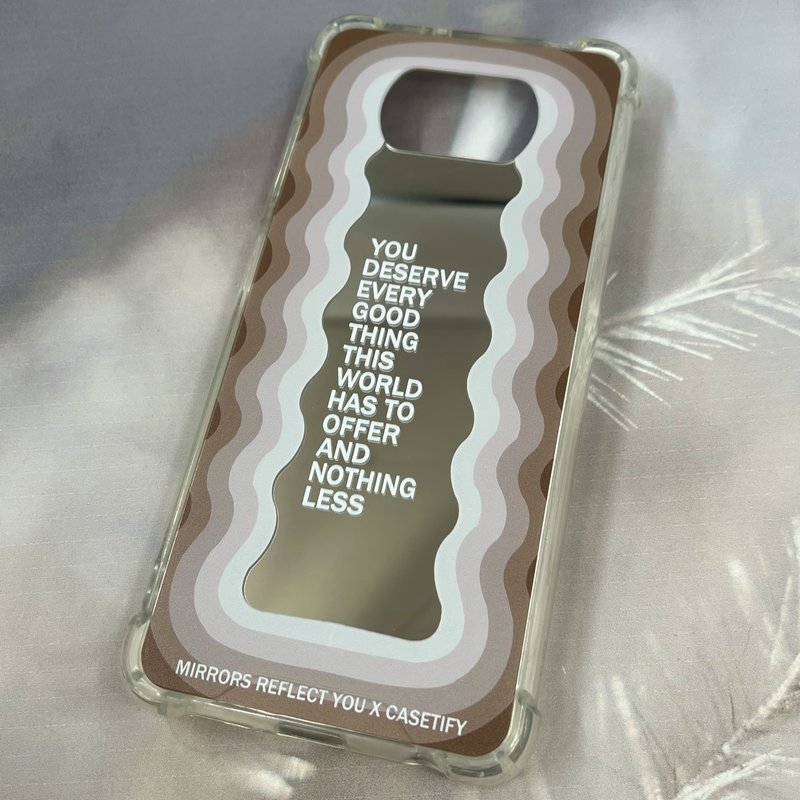 YOU
DESERVE
EVERY
GOOD
THING
THIS
WORLD
HAS TO
OFFER
AND
NOTHING
LESS
MIRRORS REFLECT YOU X CASETIFY